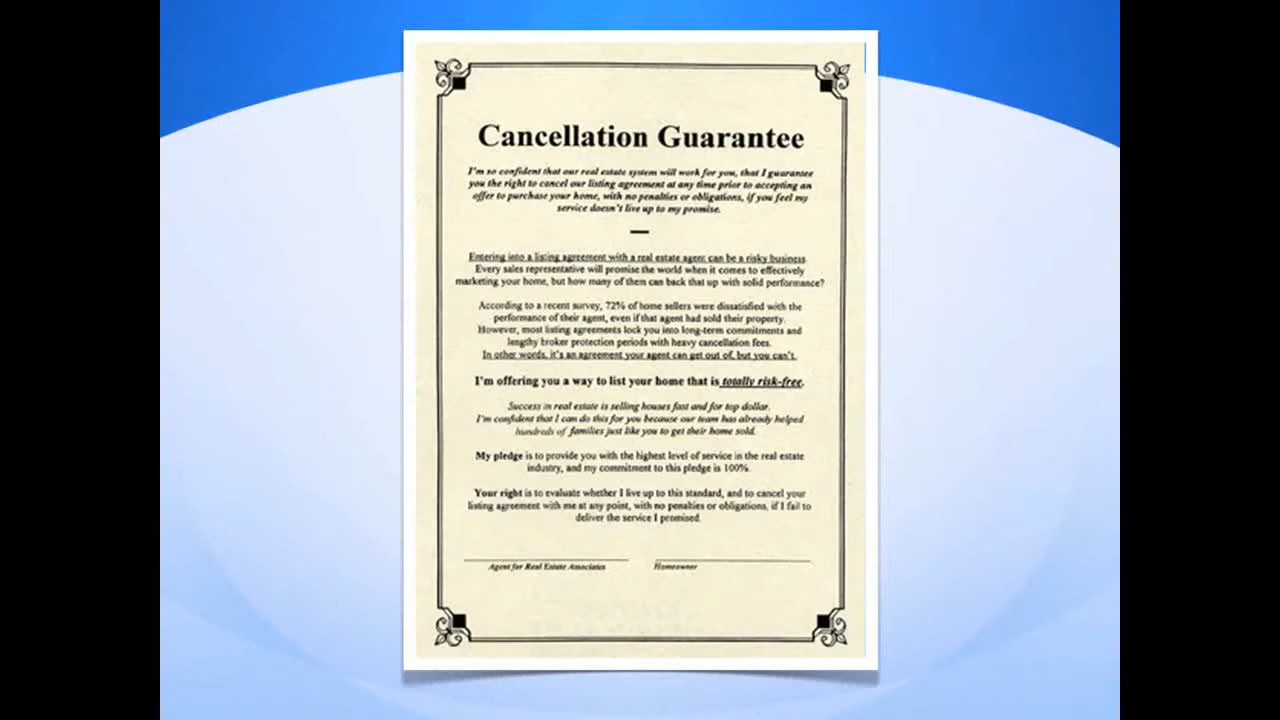 Cancellation Guarantee
I'm so confident that our real estate system will work for you, that I guarantee
you the right to cancel our listing agreement at any time prior to accepting an
offer to purchase your home, with no penalties or obligations, if you feel my
service doesn't live up to my promise.
Entering into a listing agreement with a real estate agent can be a risky business.
Every sales representative will promise the world when it comes to effectively
marketing your home, but how many of them can back that up with solid performance?
According to a recent survey, 72% of home sellers were dissatisfied with the
performance of their agent, even if that agent had sold their property.
However, most listing agreements lock you into long-term commitments and
lengthy broker protection periods with heavy cancellation fees.
In other words, it's an agreement your agent can get out of, but you can't.
I'm offering you a way to list your home that is totally risk-free.
Success in real estate is selling houses fast and for top dollar.
I'm confident that I can do this for you because our team has already helped
hundreds of families just like you to get their home sold.
My pledge is to provide you with the highest level of service in the real estate
industry, and my commitment to this pledge is 100%.
Your right is to evaluate whether I live up to this standard, and to cancel your
listing agreement with me at any point, with no penalties or obligations, if I fail to
deliver the service I promised.
Agent for Real Estate Associates
Homeowner